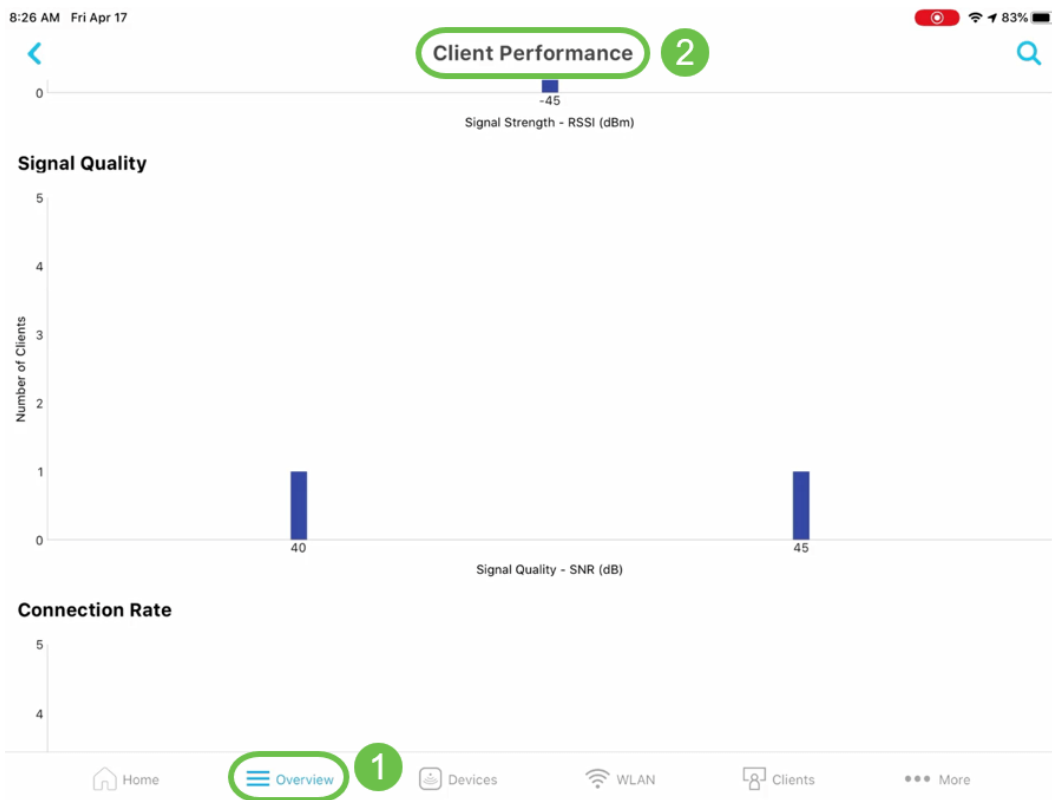 8:26 AM Fri Apr 17 83%
Client Performance 2
0
-45
Signal Strength - RSSI (dBm)
Signal Quality
5
4
3
2
1
0
Number of Clients
40 45
Signal Quality - SNR (dB)
Connection Rate
5
4
Home Overview 1 Devices WLAN Clients More